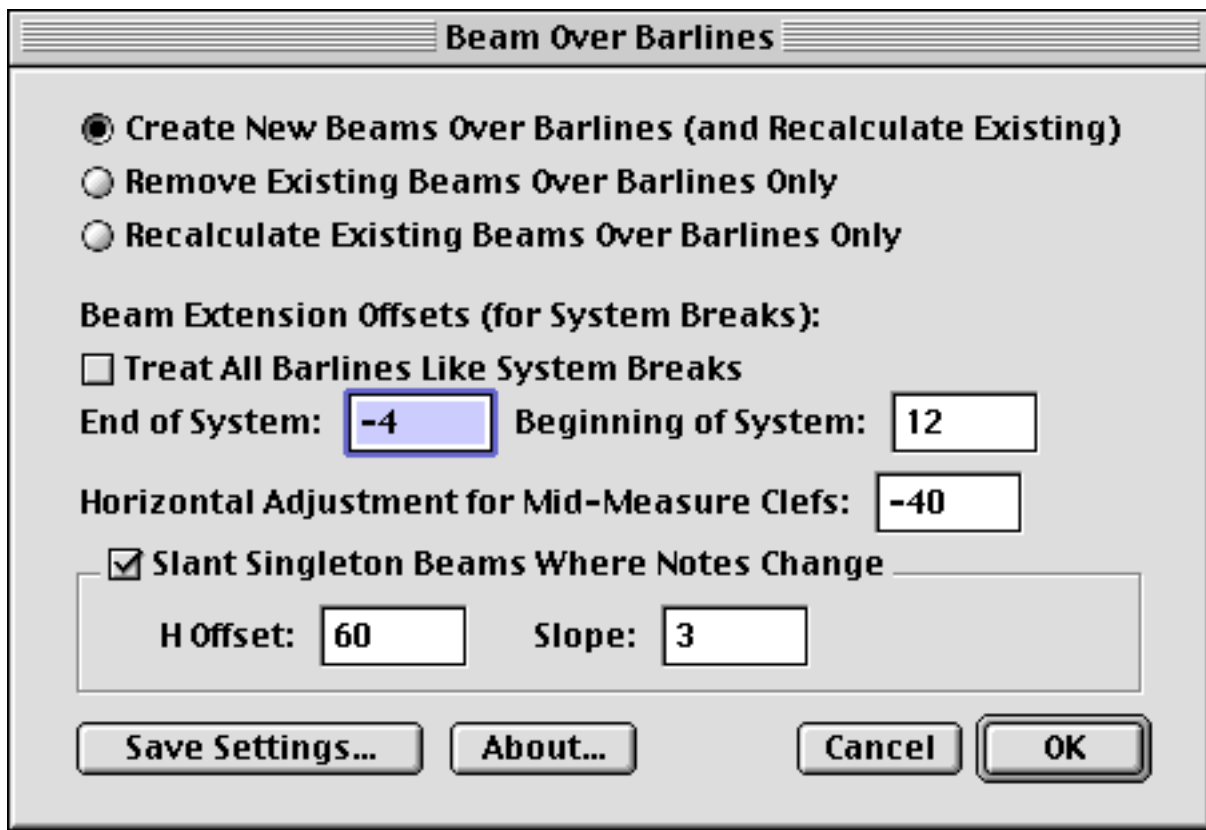 Beam Over Barlines
Create New Beams Over Barlines (and Recalculate Existing)
Remove Existing Beams Over Barlines Only
Recalculate Existing Beams Over Barlines Only
Beam Extension Offsets (for System Breaks):
Treat All Barlines Like System Breaks
End of System: -4 Beginning of System: 12
Horizontal Adjustment for Mid-Measure Clefs: -40
Slant Singleton Beams Where Notes Change
H Offset: 60 Slope: 3
Save Settings... About... Cancel OK